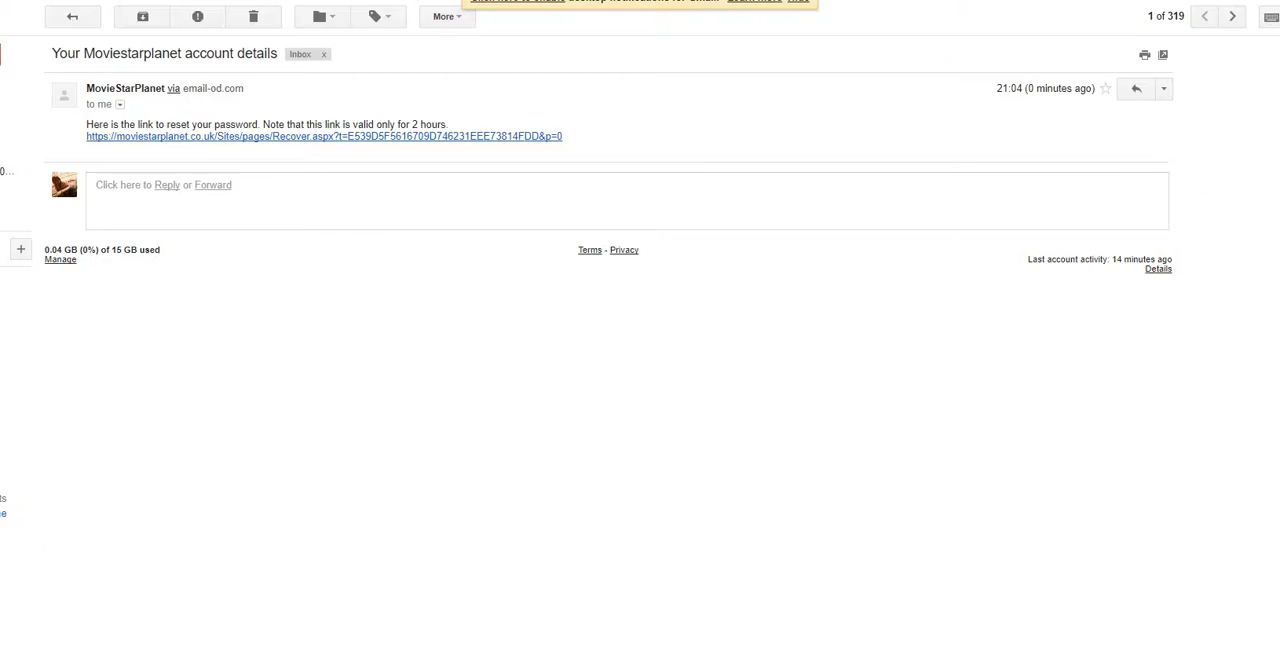 More
1 of 319
Your Moviestarplanet account details Inbox x
MovieStarPlanet via email-od.com
21:04 (0 minutes ago)
to me
Here is the link to reset your password. Note that this link is valid only for 2 hours.
https://moviestarplanet.co.uk/Sites/pages/Recover.aspx?t=E539D5F5616709D746231EEE73814FDD&p=0
0...
Click here to Reply or Forward
0.04 GB (0%) of 15 GB used
Manage
Terms - Privacy
Last account activity: 14 minutes ago
Details
ts